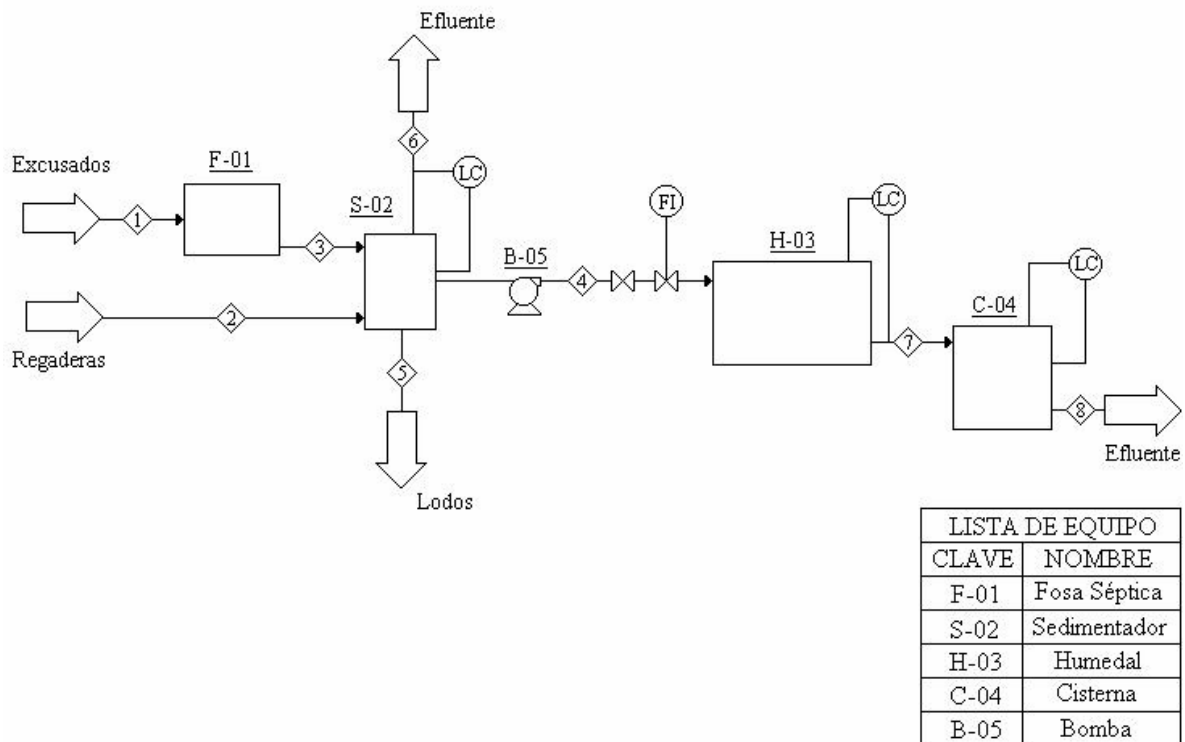 Efluente
6
Excusados
F-01
LC
S-02
1
3
FI
LC
H-03
B-05
4
LC
C-04
2
Regaderas
7
5
8
Efluente
Lodos
LISTA DE EQUIPO
CLAVE NOMBRE
F-01 Fosa Séptica
S-02 Sedimentador
H-03 Humedal
C-04 Cisterna
B-05 Bomba